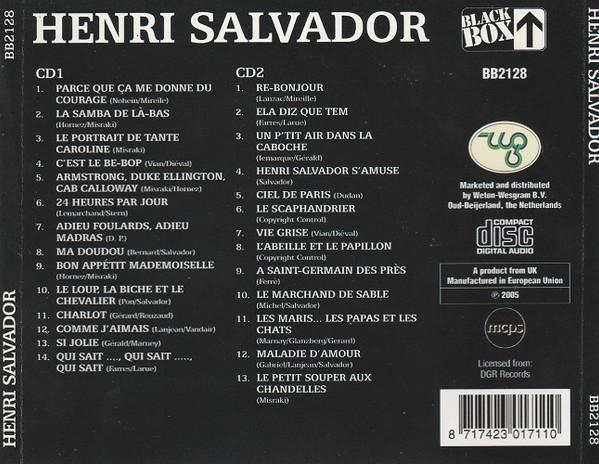 BB2128
HENRI SALVADOR
HENRI SALVADOR
BLACK
BOX
BB2128
CD1
1. PARCE QUE ÇA ME DONNE DU
COURAGE (Nohein/Mireile)
2. LA SAMBA DE LÀ-BAS
(Hornez/Misraki)
3. LE PORTRAIT DE TANTE
CAROLINE (Misraki)
4. C'EST LE BE-BOP (Vian/Diéval)
5. ARMSTRONG, DUKE ELLINGTON,
CAB CALLOWAY (Misraki/Hornez)
6. 24 HEURES PAR JOUR
(Lemarchand/Stern)
7. ADIEU FOULARDS, ADIEU
MADRAS (D. P.)
8. MA DOUDOU (Bernard/Salvador)
9. BON APPÉTIT MADEMOISELLE
(Hornez/Misraki)
10. LE LOUP, LA BICHE ET LE
CHEVALIER (Pon/Salvador)
11. CHARLOT (Gérard/Rouzaud)
12. COMME J'AIMAIS (Lanjean/Vandair)
13. SI JOLIE (Gérald/Marney)
14. QUI SAIT ...., QUI SAIT .....,
QUI SAIT (Farres/Larue)
CD2
1. RE-BONJOUR
(Lanzac/Mireille)
2. ELA DIZ QUE TEM
(Farres/Larue)
3. UN P'TIT AIR DANS LA
CABOCHE
(lemarque/Gérald)
4. HENRI SALVADOR S'AMUSE
(Salvador)
5. CIEL DE PARIS (Dudan)
6. LE SCAPHANDRIER
(Copyright Control)
7. VIE GRISE (Vian/Diéval)
8. L'ABEILLE ET LE PAPILLON
(Copyright Control)
9. A SAINT-GERMAIN DES PRÈS
(Ferrè)
10. LE MARCHAND DE SABLE
(Michel/Salvador)
11. LES MARIS... LES PAPAS ET LES
CHATS
(Marnay/Glanzberg/Gerard)
12. MALADIE D'AMOUR
(Gabriel/Lanjean/Salvador)
13. LE PETIT SOUPER AUX
CHANDELLES
(Misraki)
Marketed and distributed
by Weton-Wesgram B.V.
Oud-Beijerland, the Netherlands
COMPACT
disc
DIGITAL AUDIO
A product from UK
Manufactured in European Union
℗ 2005
mcps
Licensed from:
DGR Records
8 717423 017110
HENRI SALVADOR
BB2128